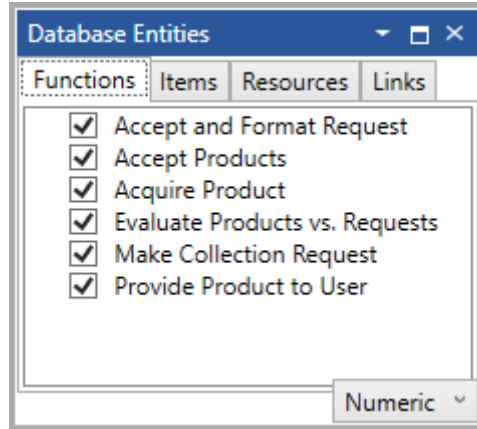 Database Entities
Functions Items Resources Links
Accept and Format Request
Accept Products
Acquire Product
Evaluate Products vs. Requests
Make Collection Request
Provide Product to User
Numeric